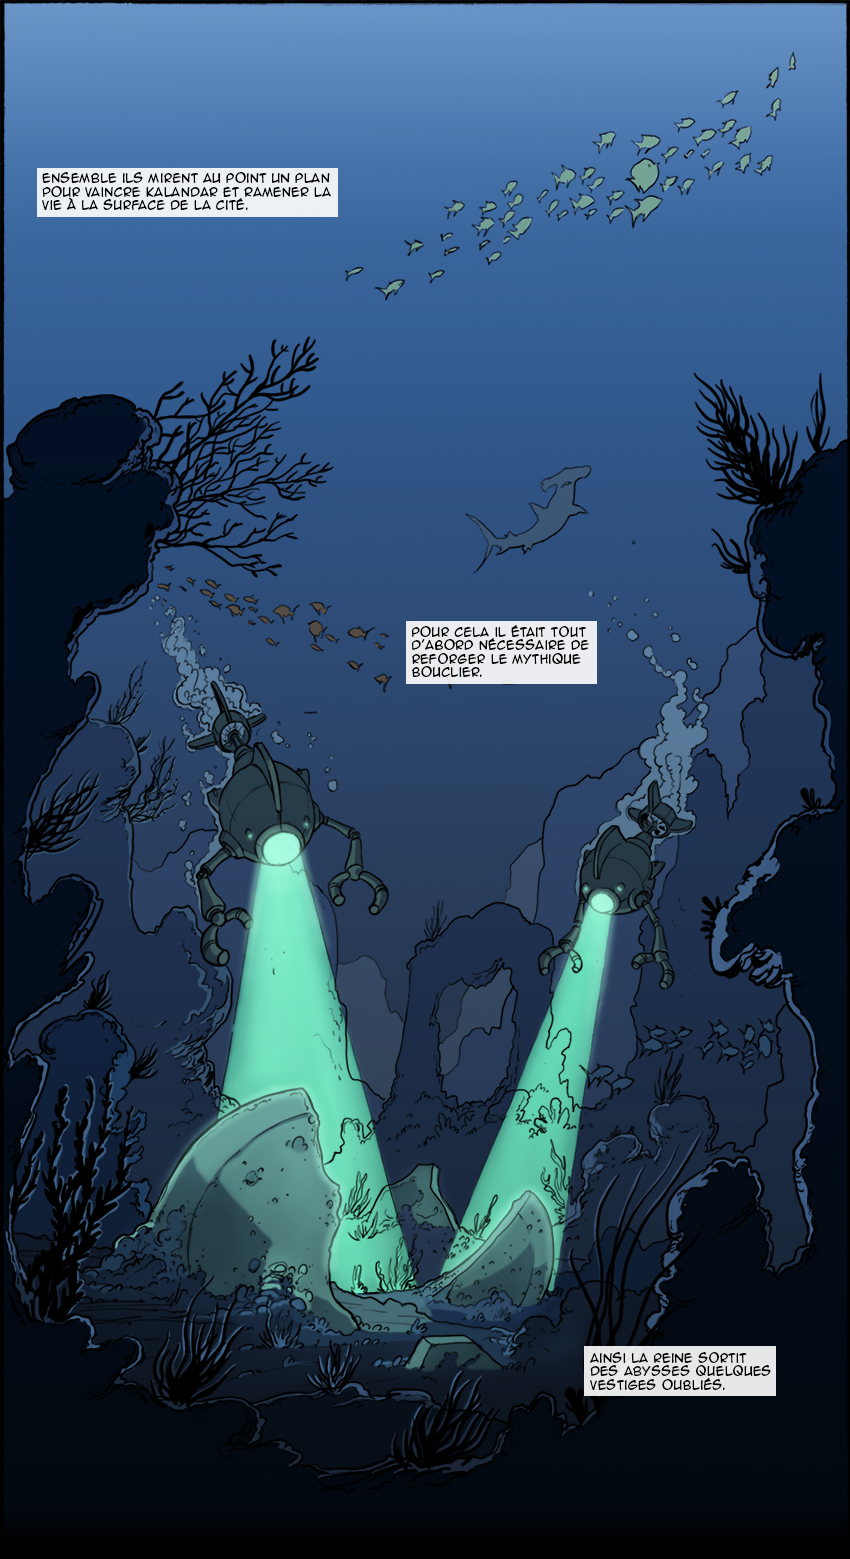 ENSEMBLE ILS MIRENT AU POINT UN PLAN
POUR VAINCRE KALANDAR ET RAMENER LA
VIE À LA SURFACE DE LA CITÉ.
POUR CELA IL ÉTAIT TOUT
D'ABORD NÉCESSAIRE DE
REFORGER LE MYTHIQUE
BOUCLIER.
AINSI LA REINE SORTIT
DES ABYSSES QUELQUES
VESTIGES OUBLIÉS.